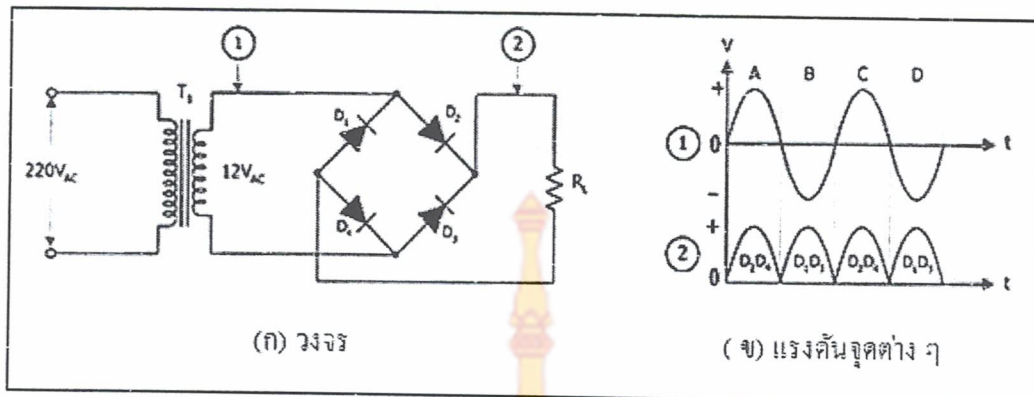 1
2
T₁
D₁
D₂
D₄
D₃
220V_AC
12V_AC
R_L
(ก) วงจร
V
A B C D
+
1 0 t
-
+
2 D₂D₄ D₁D₃ D₂D₄ D₁D₃
0 t
(ข) แรงดันจุดต่าง ๆ